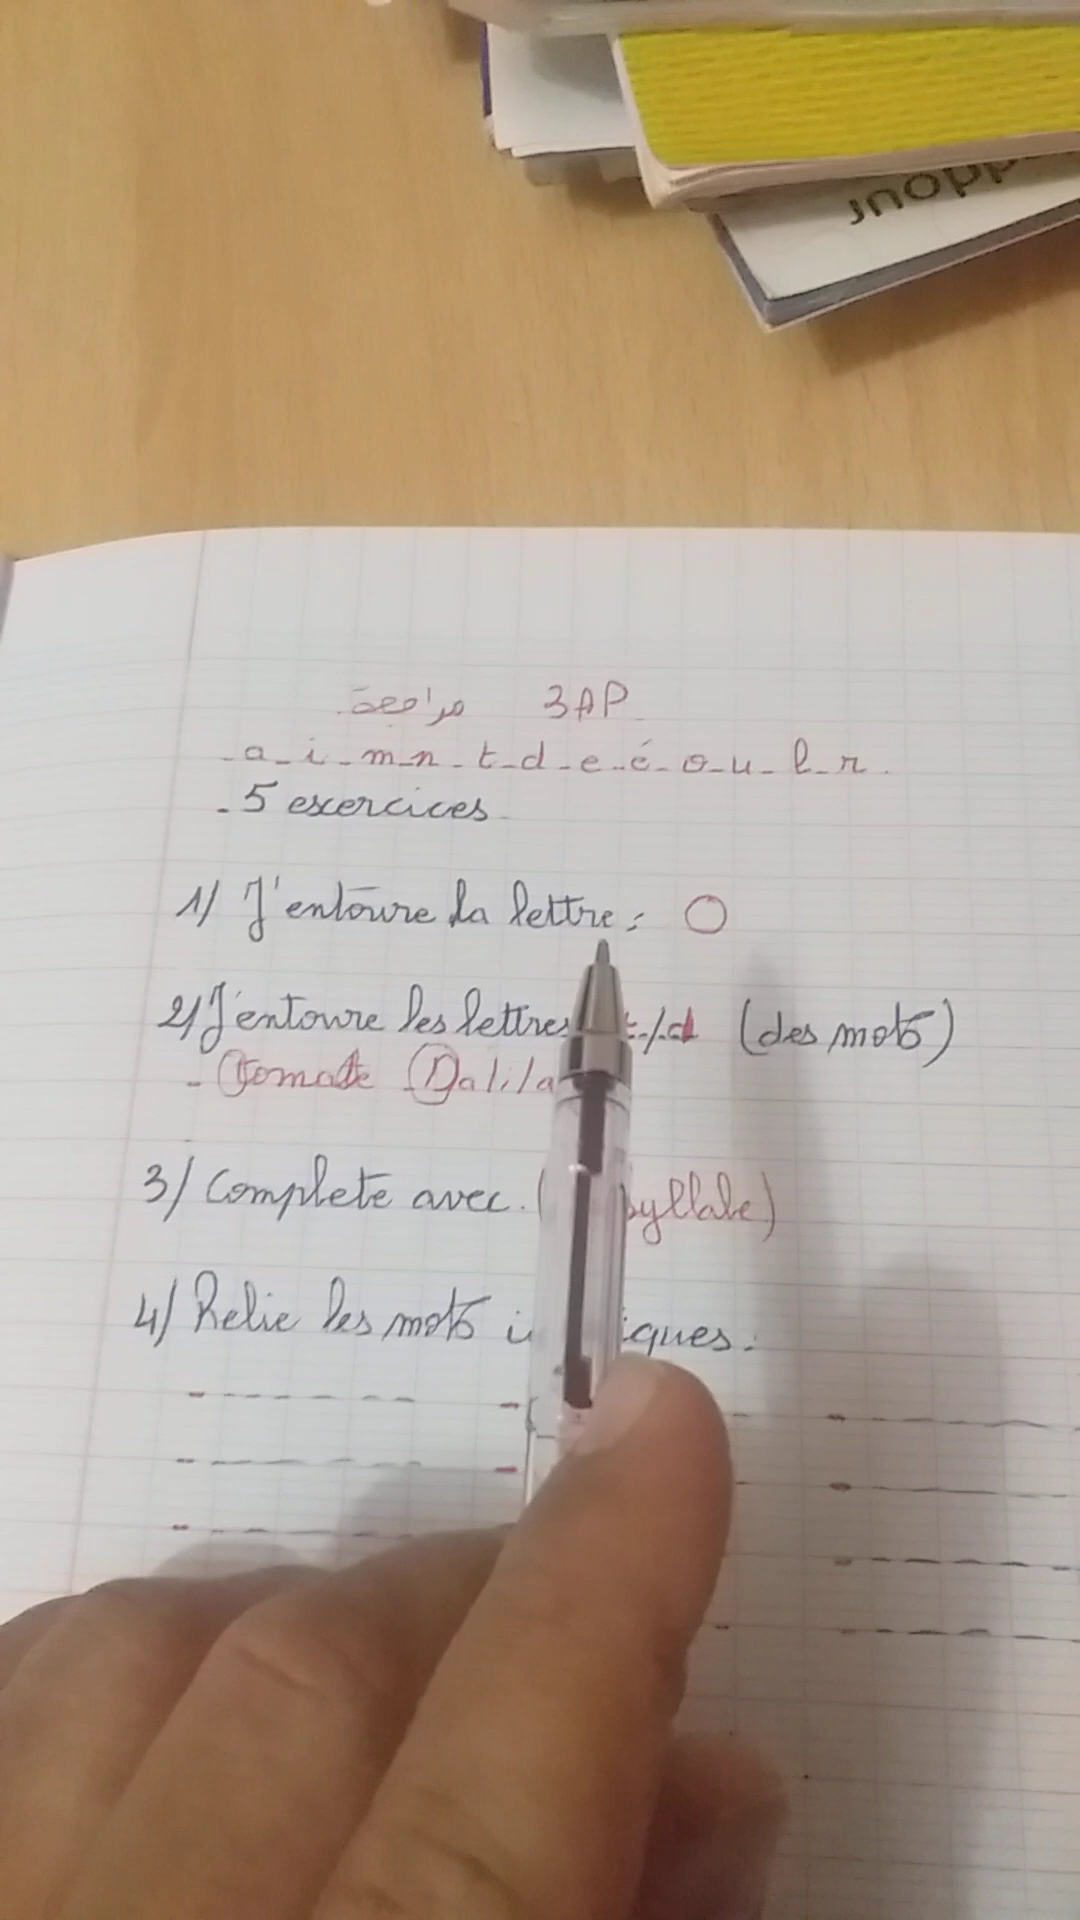 مراجعة 3AP
- a - i - m - n - t - d - e - é - o - u - l - r.
- 5 exercices.
1/ J'entoure la lettre : O
2/ J'entoure les lettres t/d (des mots)
- Tomate Dalila
3/ Complete avec. ( syllabe)
4/ Relie les mots